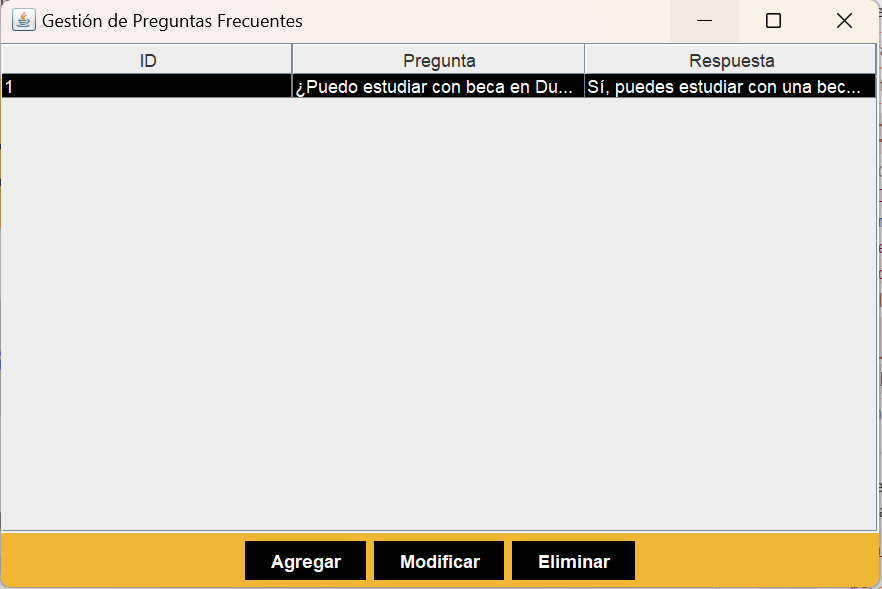 Gestión de Preguntas Frecuentes
ID Pregunta Respuesta
1 ¿Puedo estudiar con beca en Du... Sí, puedes estudiar con una bec...
Agregar Modificar Eliminar